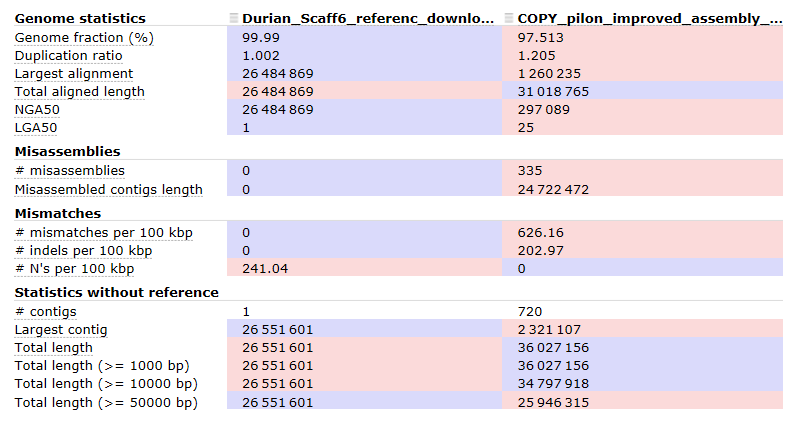 Genome statistics Durian_Scaff6_referenc_downlo... COPY_pilon_improved_assembly_...
Genome fraction (%) 99.99 97.513
Duplication ratio 1.002 1.205
Largest alignment 26 484 869 1 260 235
Total aligned length 26 484 869 31 018 765
NGA50 26 484 869 297 089
LGA50 1 25
Misassemblies
# misassemblies 0 335
Misassembled contigs length 0 24 722 472
Mismatches
# mismatches per 100 kbp 0 626.16
# indels per 100 kbp 0 202.97
# N's per 100 kbp 241.04 0
Statistics without reference
# contigs 1 720
Largest contig 26 551 601 2 321 107
Total length 26 551 601 36 027 156
Total length (>= 1000 bp) 26 551 601 36 027 156
Total length (>= 10000 bp) 26 551 601 34 797 918
Total length (>= 50000 bp) 26 551 601 25 946 315